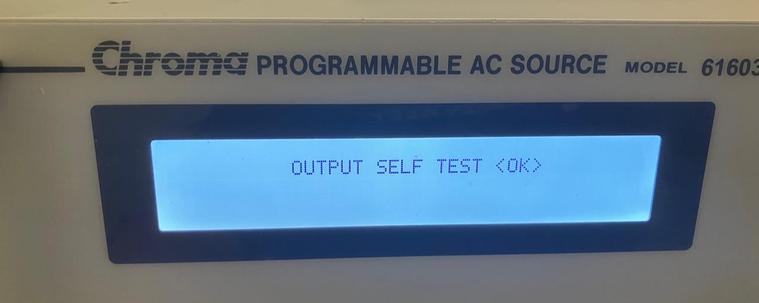 Chroma PROGRAMMABLE AC SOURCE MODEL 61603
OUTPUT SELF TEST <OK>